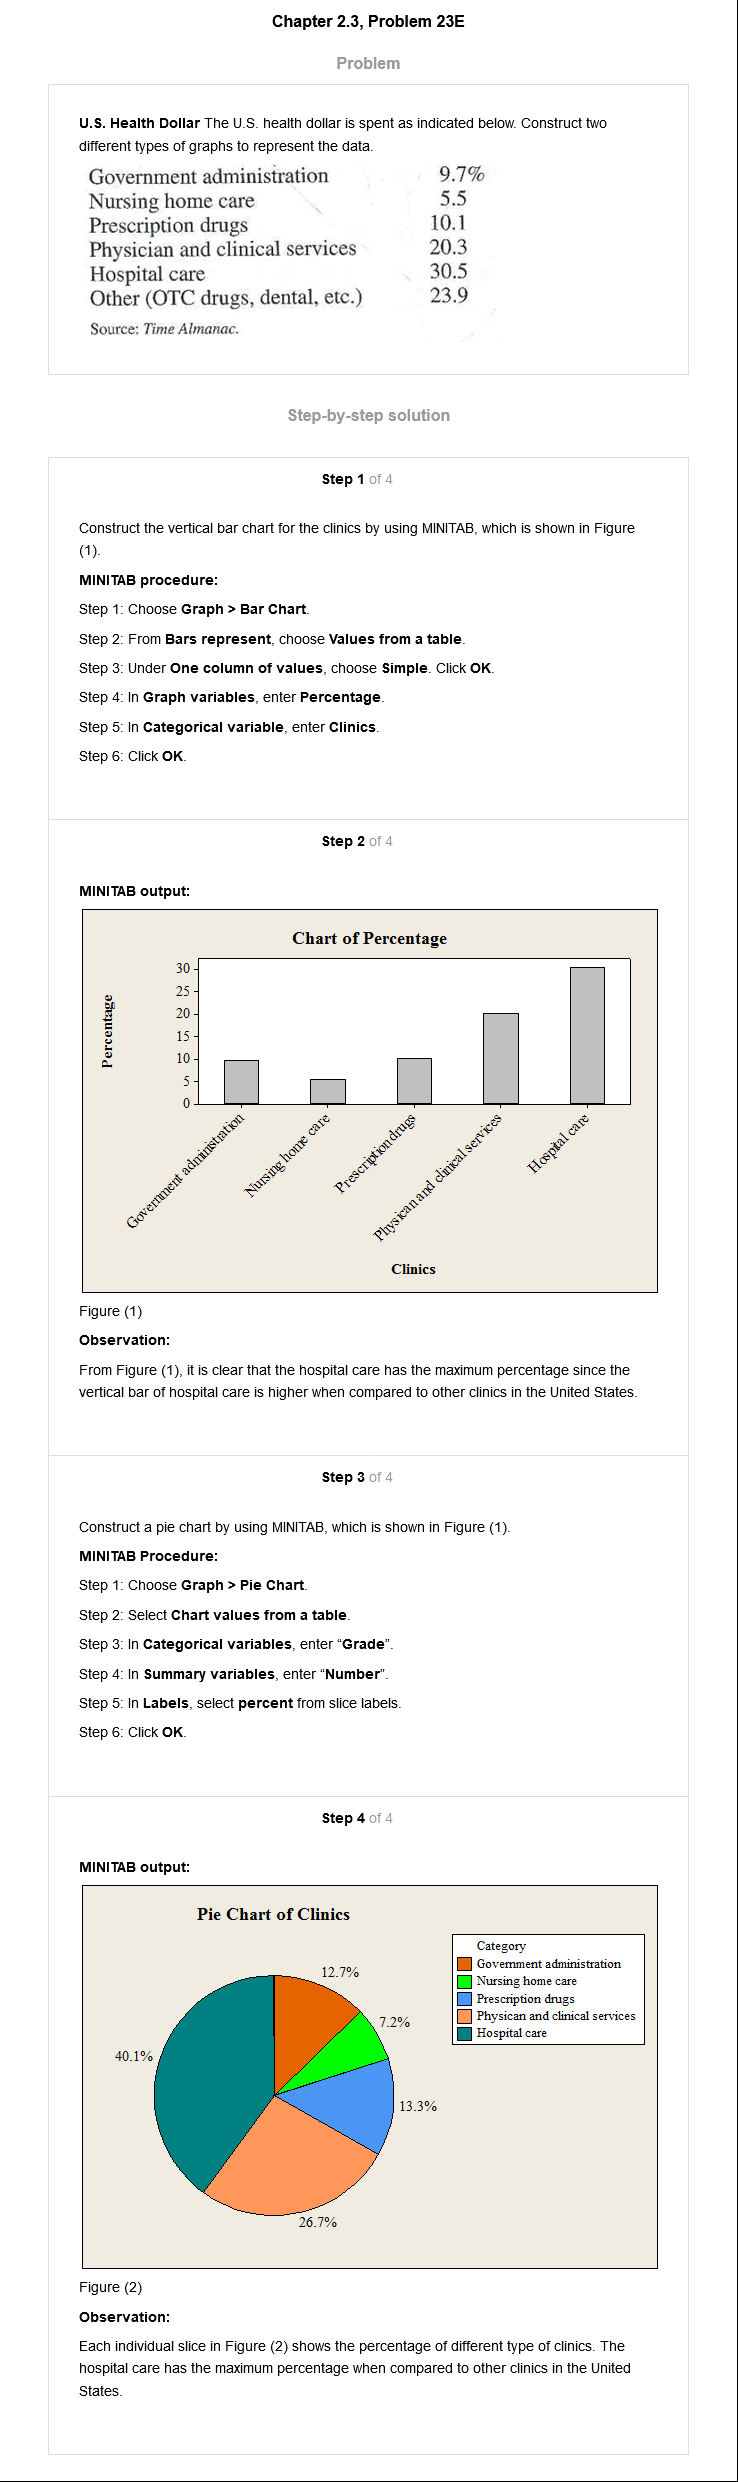 Chapter 2.3, Problem 23E
Problem
U.S. Health Dollar The U.S. health dollar is spent as indicated below. Construct two
different types of graphs to represent the data.
Government administration 9.7%
Nursing home care 5.5
Prescription drugs 10.1
Physician and clinical services 20.3
Hospital care 30.5
Other (OTC drugs, dental, etc.) 23.9
Source: Time Almanac.
Step-by-step solution
Step 1 of 4
Construct the vertical bar chart for the clinics by using MINITAB, which is shown in Figure
(1).
MINITAB procedure:
Step 1: Choose Graph > Bar Chart.
Step 2: From Bars represent, choose Values from a table.
Step 3: Under One column of values, choose Simple. Click OK.
Step 4: In Graph variables, enter Percentage.
Step 5: In Categorical variable, enter Clinics.
Step 6: Click OK.
Step 2 of 4
MINITAB output:
Chart of Percentage
Percentage
30
25
20
15
10
5
0
Government administration
Nursing home care
Prescription drugs
Physican and clinical services
Hospital care
Clinics
Figure (1)
Observation:
From Figure (1), it is clear that the hospital care has the maximum percentage since the
vertical bar of hospital care is higher when compared to other clinics in the United States.
Step 3 of 4
Construct a pie chart by using MINITAB, which is shown in Figure (1).
MINITAB Procedure:
Step 1: Choose Graph > Pie Chart.
Step 2: Select Chart values from a table.
Step 3: In Categorical variables, enter “Grade”.
Step 4: In Summary variables, enter “Number”.
Step 5: In Labels, select percent from slice labels.
Step 6: Click OK.
Step 4 of 4
MINITAB output:
Pie Chart of Clinics
Category
Government administration
Nursing home care
Prescription drugs
Physican and clinical services
Hospital care
12.7%
7.2%
40.1%
13.3%
26.7%
Figure (2)
Observation:
Each individual slice in Figure (2) shows the percentage of different type of clinics. The
hospital care has the maximum percentage when compared to other clinics in the United
States.